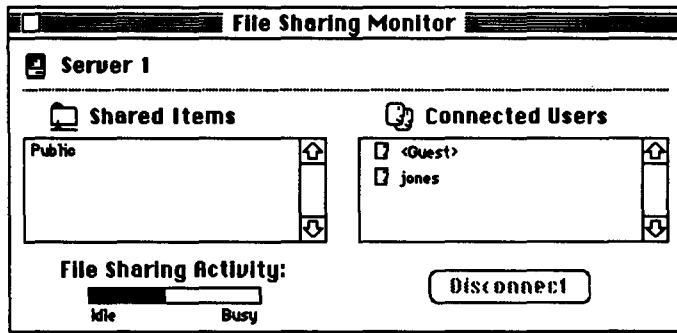 File Sharing Monitor
Server 1
Shared Items
Connected Users
Public
<Guest>
jones
File Sharing Activity:
Idle Busy
Disconnect